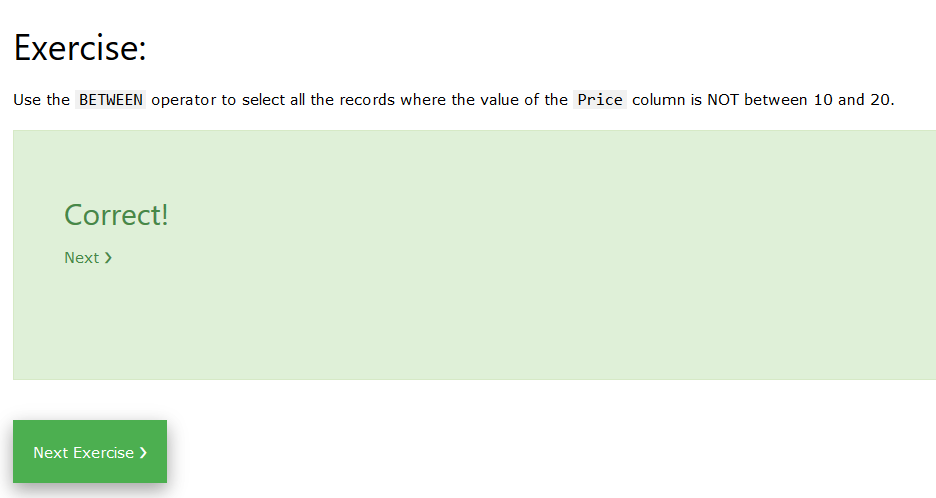 Exercise:
Use the BETWEEN operator to select all the records where the value of the Price column is NOT between 10 and 20.
Correct!
Next ❯
Next Exercise ❯